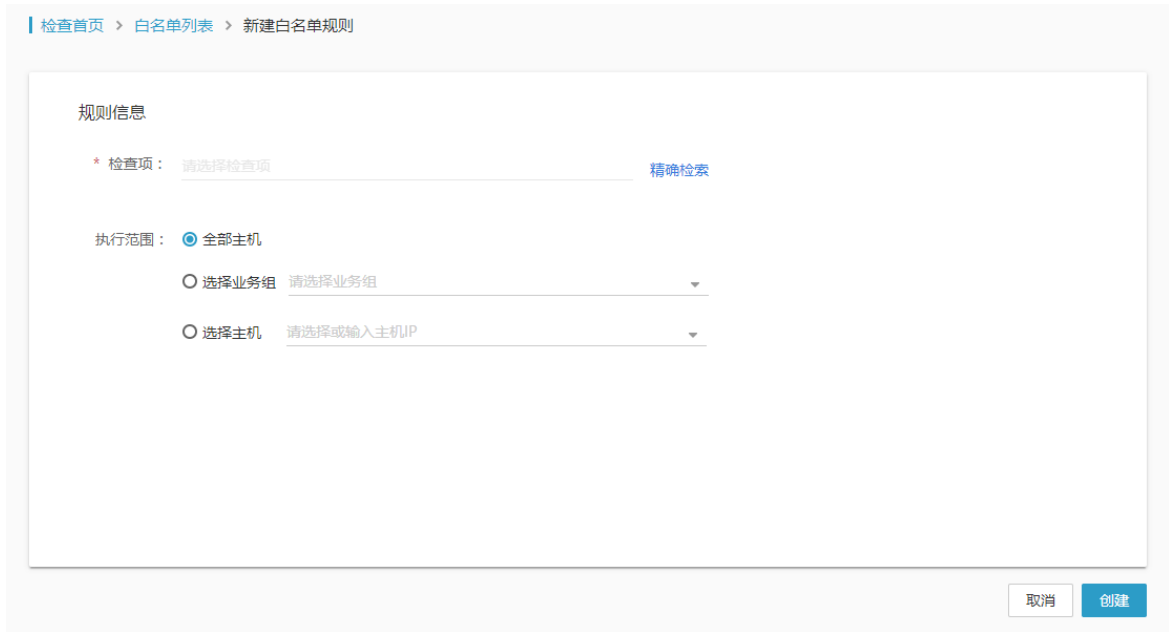 检查首页 > 白名单列表 > 新建白名单规则
规则信息
* 检查项： 请选择检查项 精确检索
执行范围： 全部主机
选择业务组 请选择业务组
选择主机 请选择或输入主机IP
取消 创建